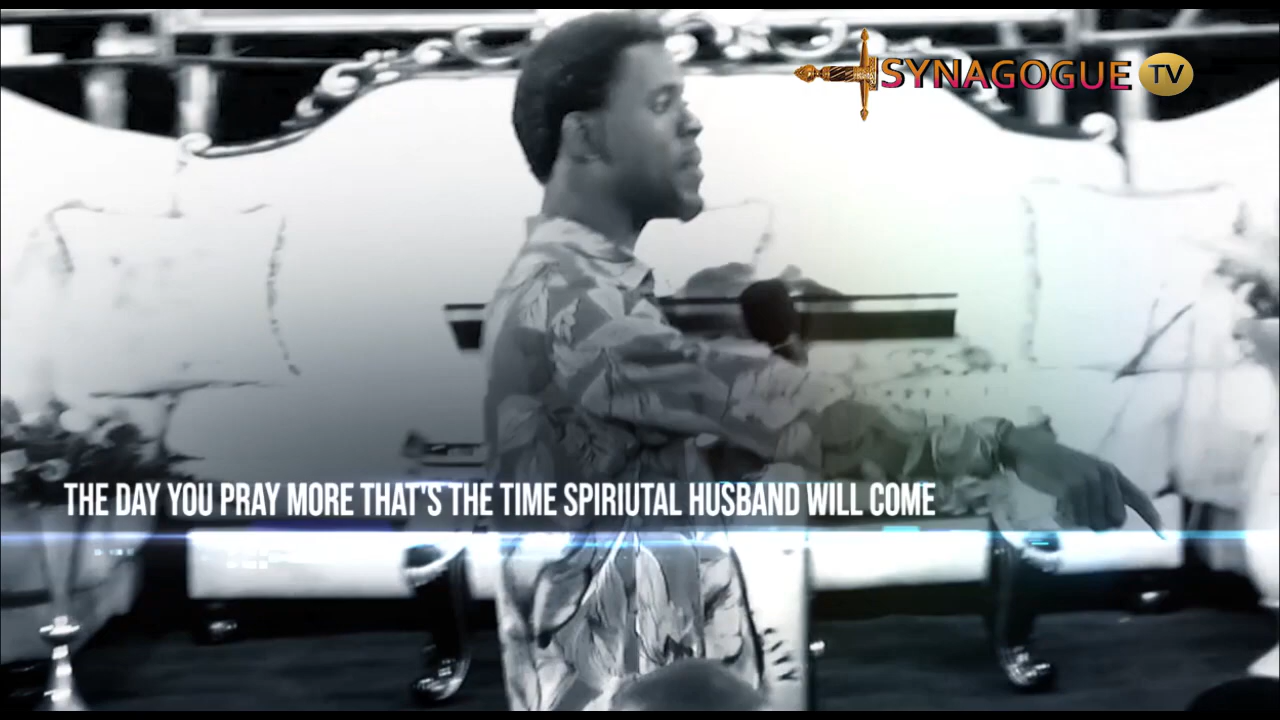 SYNAGOGUE TV
THE DAY YOU PRAY MORE THAT'S THE TIME SPIRIUTAL HUSBAND WILL COME